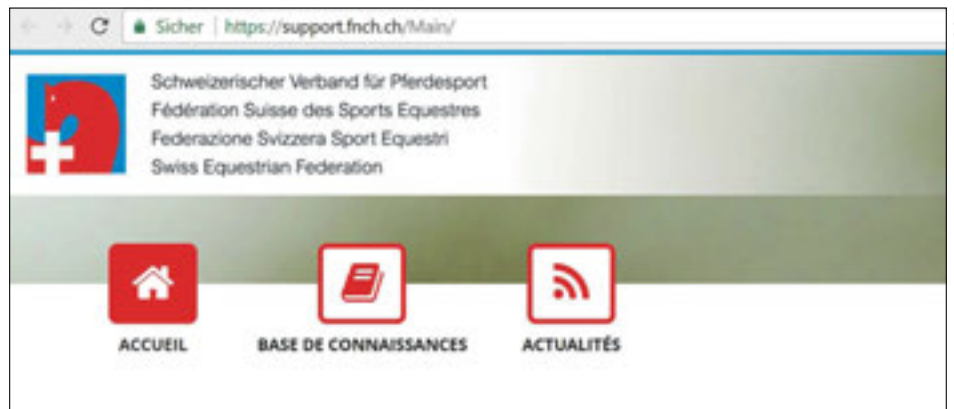 Sicher | https://support.fnch.ch/Main/
Schweizerischer Verband für Pferdesport
Fédération Suisse des Sports Equestres
Federazione Svizzera Sport Equestri
Swiss Equestrian Federation
ACCUEIL BASE DE CONNAISSANCES ACTUALITÉS